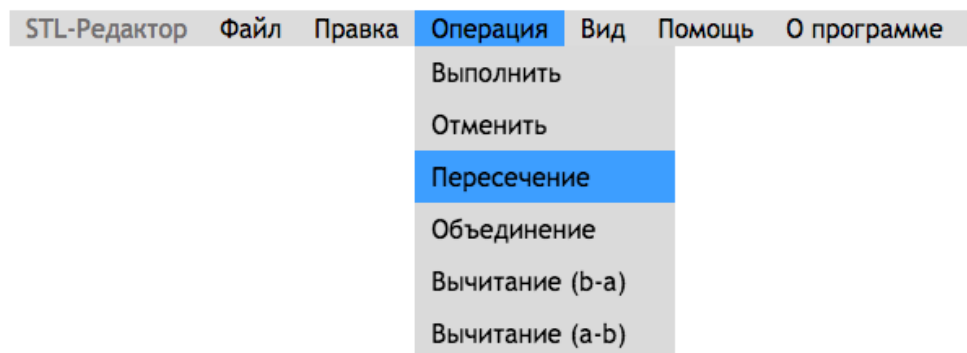 STL-Редактор Файл Правка Операция Вид Помощь О программе
Выполнить
Отменить
Пересечение
Объединение
Вычитание (b-a)
Вычитание (a-b)